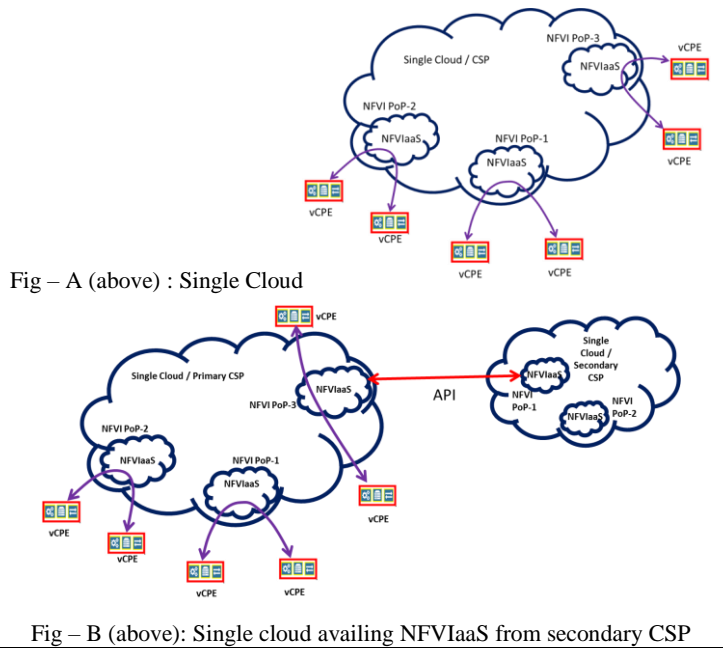 NFVI PoP-3
vCPE
Single Cloud / CSP
NFVIaaS
NFVI PoP-2
NFVIaaS
NFVI PoP-1
NFVIaaS
vCPE
vCPE
vCPE
vCPE
vCPE
Fig – A (above) : Single Cloud
vCPE
Single Cloud / Primary CSP
NFVIaaS
NFVI PoP-3
API
Single
Cloud /
Secondary
CSP
NFVIaaS
NFVI
PoP-1
NFVIaaS
NFVI
PoP-2
NFVI PoP-2
NFVIaaS
NFVI PoP-1
NFVIaaS
vCPE
vCPE
vCPE
vCPE
vCPE
Fig – B (above): Single cloud availing NFVIaaS from secondary CSP